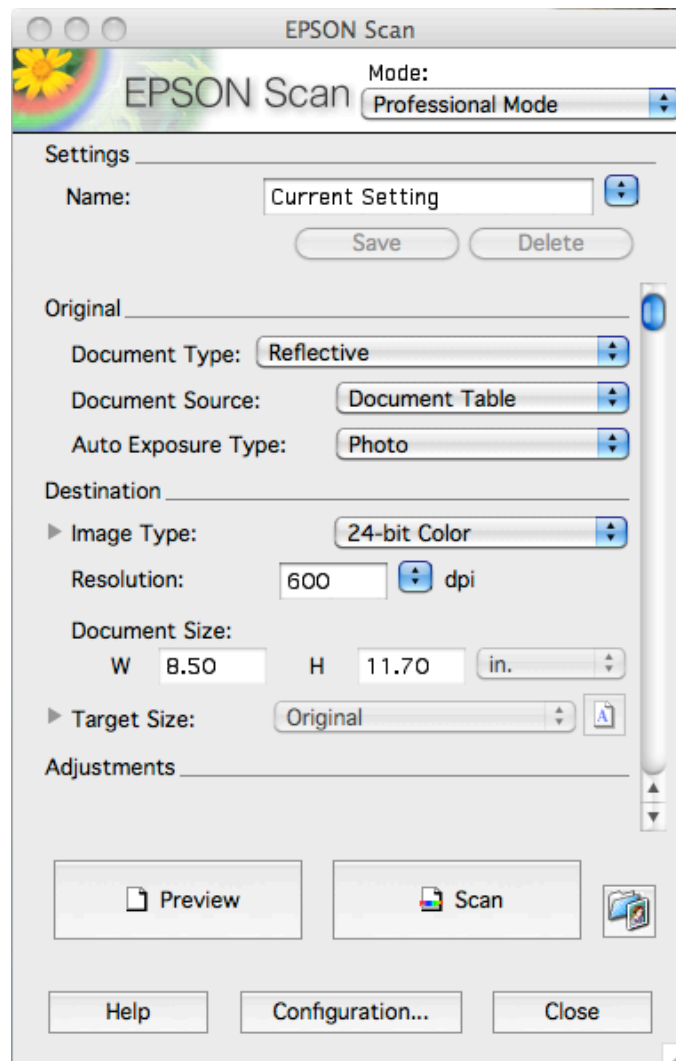 EPSON Scan
EPSON Scan
Mode:
Professional Mode
Settings
Name: Current Setting
Save Delete
Original
Document Type: Reflective
Document Source: Document Table
Auto Exposure Type: Photo
Destination
Image Type: 24-bit Color
Resolution: 600 dpi
Document Size:
W 8.50 H 11.70 in.
Target Size: Original A
Adjustments
Preview Scan
Help Configuration... Close